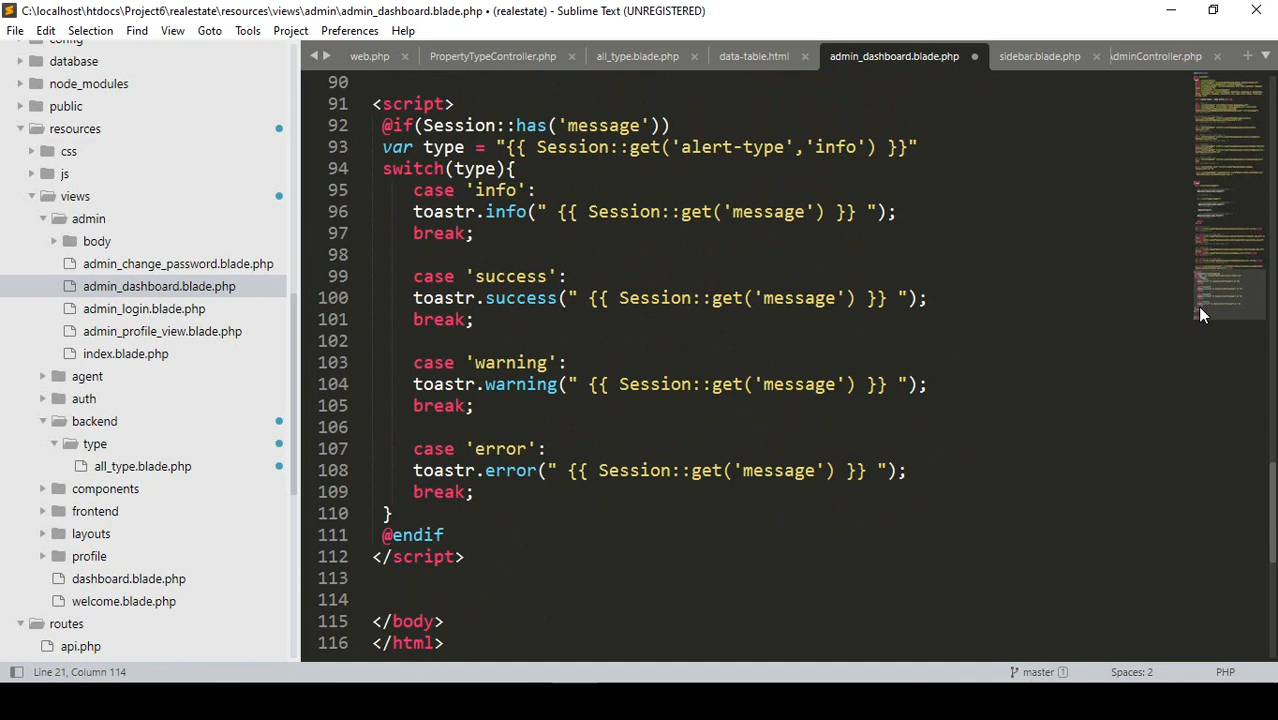 C:\localhost\htdocs\Project6\realestate\resources\views\admin\admin_dashboard.blade.php • (realestate) - Sublime Text (UNREGISTERED)
File Edit Selection Find View Goto Tools Project Preferences Help
web.php × PropertyTypeController.php × all_type.blade.php × data-table.html × admin_dashboard.blade.php • sidebar.blade.php × \dminController.php ×
database
node_modules
public
resources
css
js
views
admin
body
admin_change_password.blade.php
admin_dashboard.blade.php
admin_login.blade.php
admin_profile_view.blade.php
index.blade.php
agent
auth
backend
type
all_type.blade.php
components
frontend
layouts
profile
dashboard.blade.php
welcome.blade.php
routes
api.php
90
91 <script>
92 @if(Session::has('message'))
93 var type = "{{ Session::get('alert-type','info') }}"
94 switch(type){
95 case 'info':
96 toastr.info(" {{ Session::get('message') }} ");
97 break;
98
99 case 'success':
100 toastr.success(" {{ Session::get('message') }} ");
101 break;
102
103 case 'warning':
104 toastr.warning(" {{ Session::get('message') }} ");
105 break;
106
107 case 'error':
108 toastr.error(" {{ Session::get('message') }} ");
109 break;
110 }
111 @endif
112 </script>
113
114
115 </body>
116 </html>
Line 21, Column 114 master 1 Spaces: 2 PHP